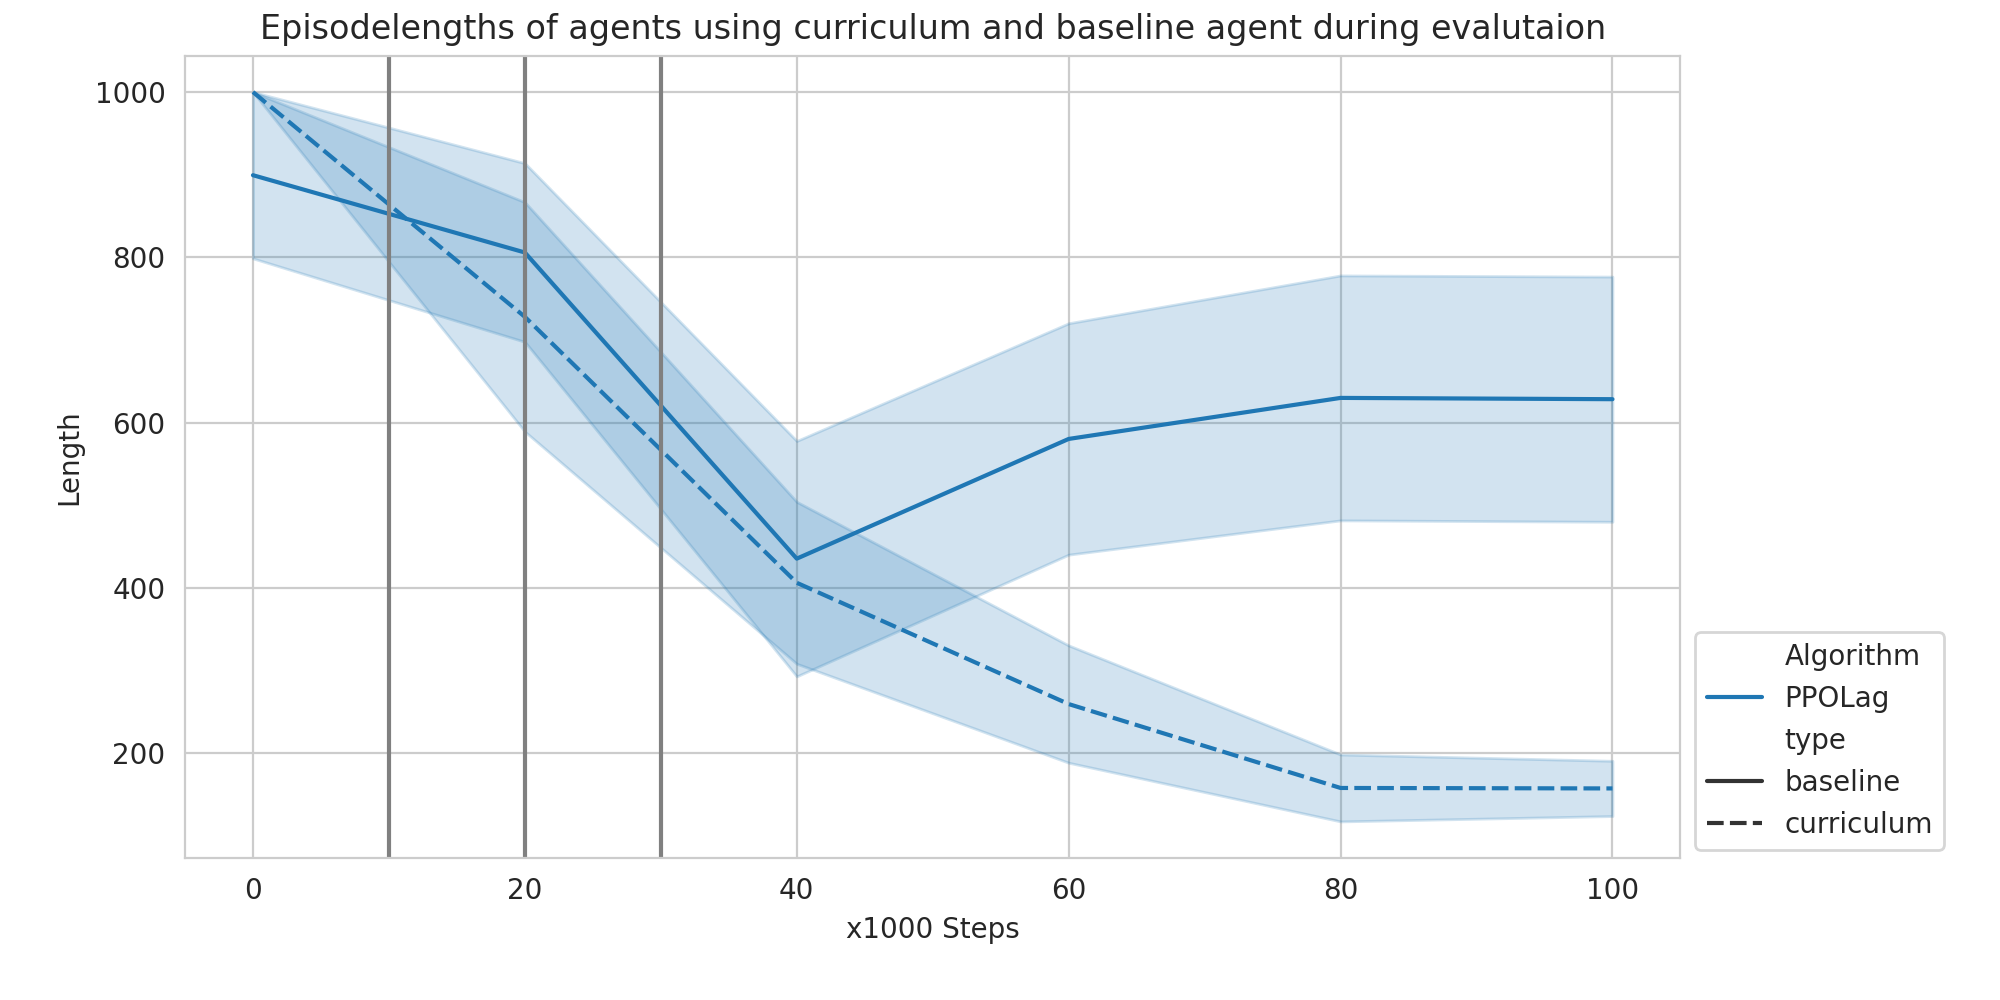 Episodelengths of agents using curriculum and baseline agent during evalutaion
1000
800
600
400
200
Length
0 20 40 60 80 100
x1000 Steps
Algorithm
PPOLag
type
baseline
curriculum